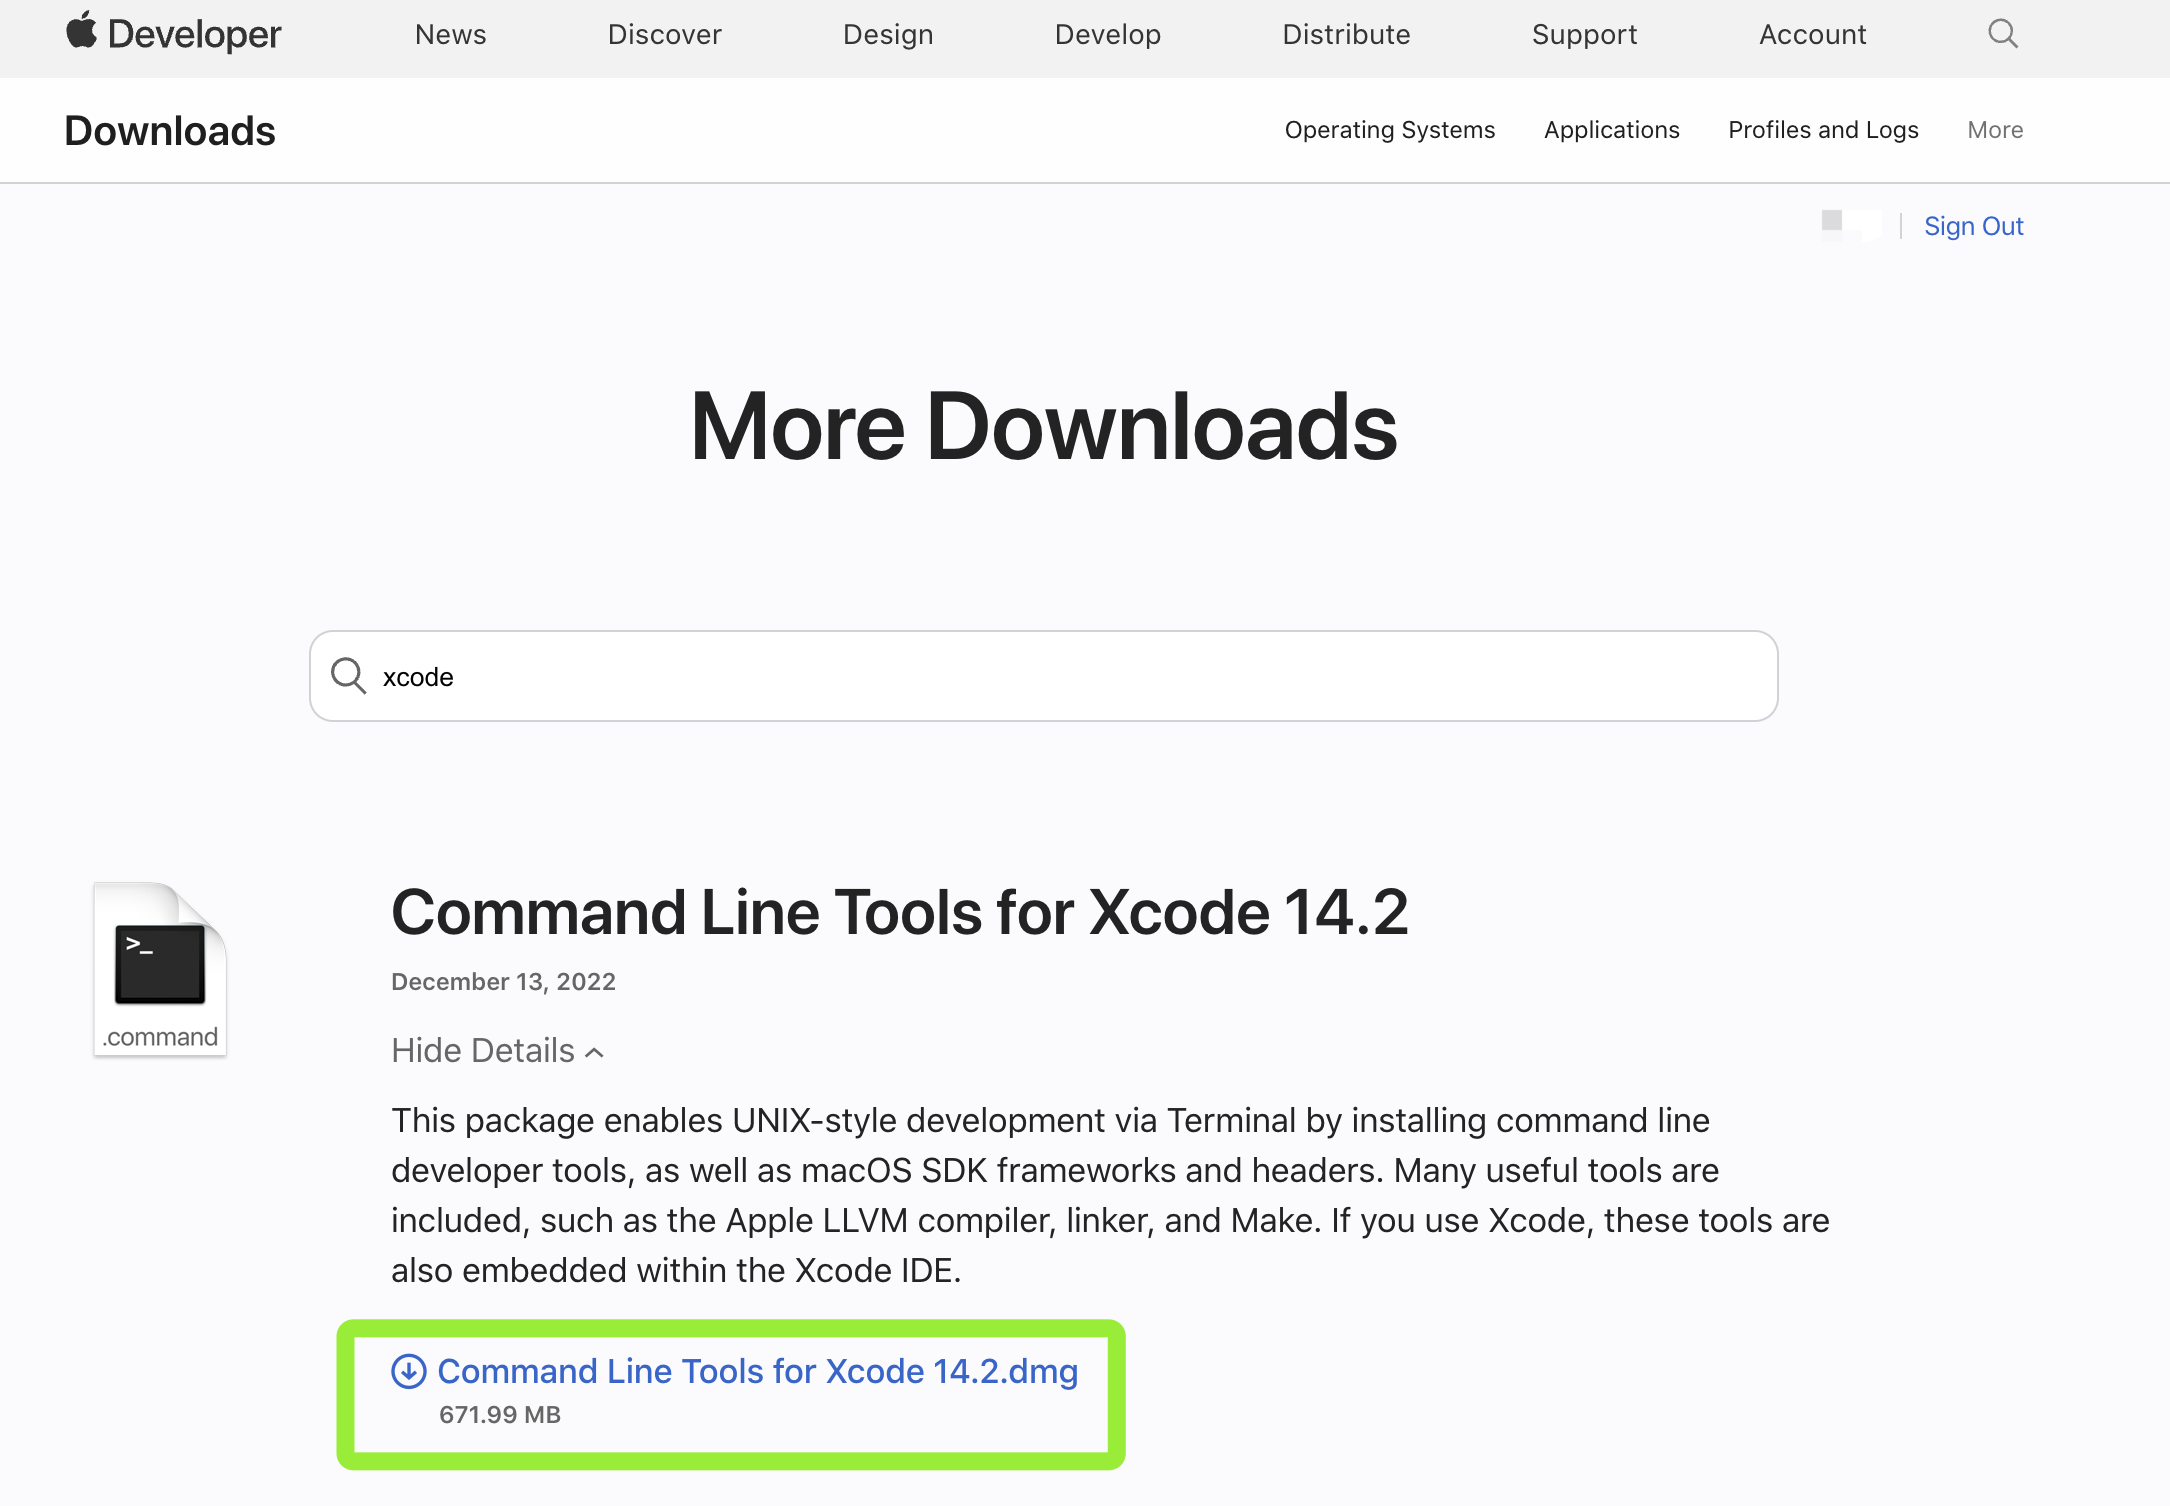 Developer News Discover Design Develop Distribute Support Account
Downloads Operating Systems Applications Profiles and Logs More
Sign Out
More Downloads
xcode
>_
.command
Command Line Tools for Xcode 14.2
December 13, 2022
Hide Details
This package enables UNIX-style development via Terminal by installing command line
developer tools, as well as macOS SDK frameworks and headers. Many useful tools are
included, such as the Apple LLVM compiler, linker, and Make. If you use Xcode, these tools are
also embedded within the Xcode IDE.
Command Line Tools for Xcode 14.2.dmg
671.99 MB